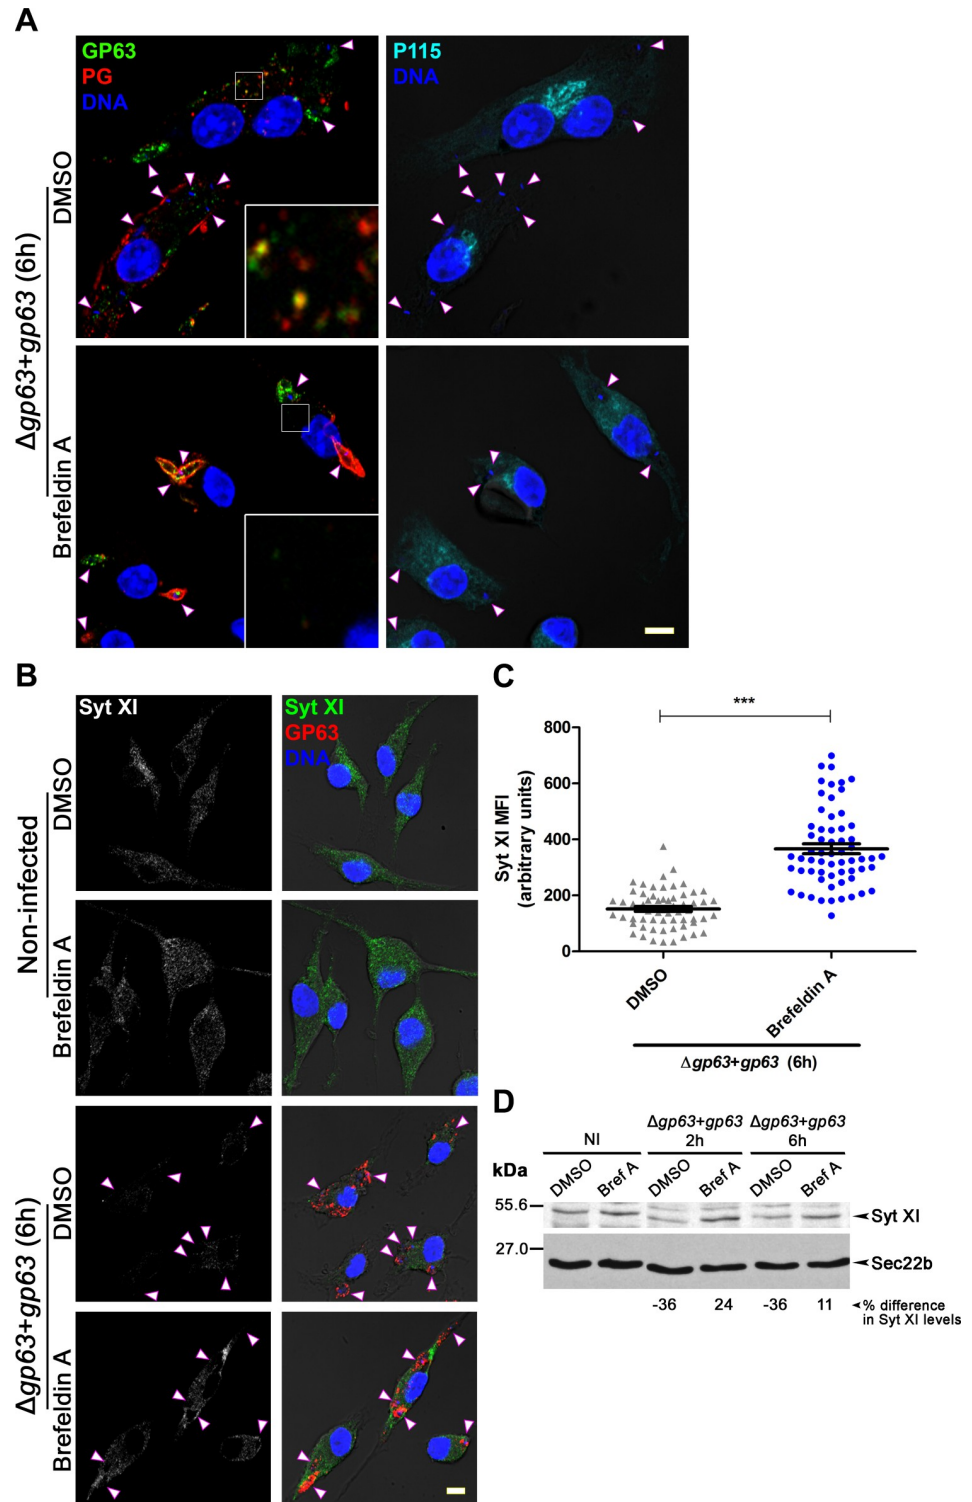 A
GP63
PG
DNA
P115
DNA
DMSO
Brefeldin A
Δgp63+gp63 (6h)
B
Syt XI
Syt XI
GP63
DNA
DMSO
Brefeldin A
Non-infected
DMSO
Brefeldin A
Δgp63+gp63 (6h)
C
***
Syt XI MFI
(arbitrary units)
800
600
400
200
0
DMSO
Brefeldin A
Δgp63+gp63 (6h)
D
NI
Δgp63+gp63
2h
Δgp63+gp63
6h
kDa
DMSO
Bref A
DMSO
Bref A
DMSO
Bref A
55.6
Syt XI
27.0
Sec22b
-36 24 -36 11
% difference
in Syt XI levels